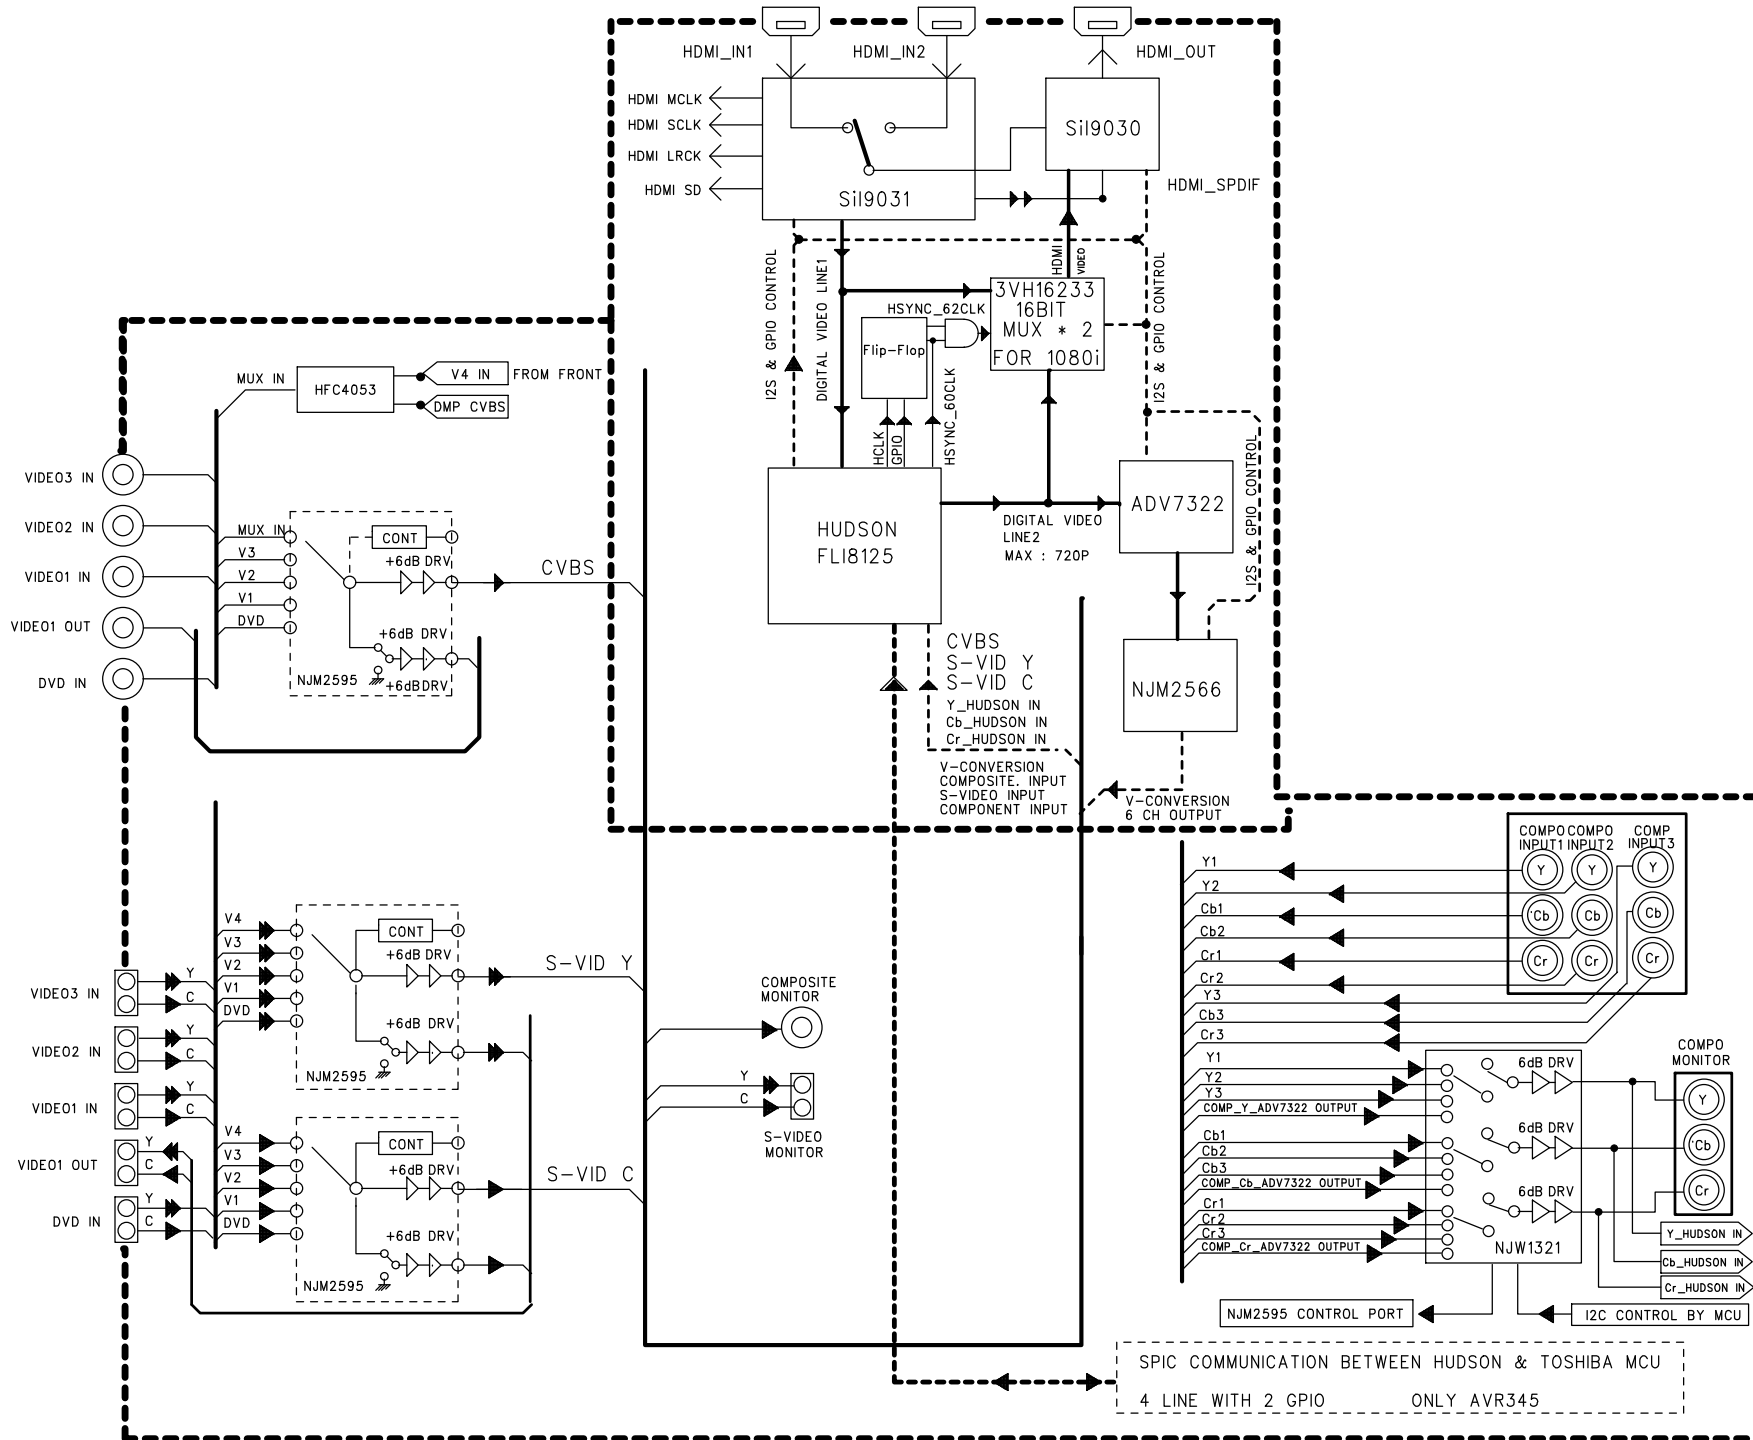 HDMI_IN1
HDMI_IN2
HDMI_OUT
HDMI MCLK
HDMI SCLK
HDMI LRCK
HDMI SD
SiI9031
SiI9030
HDMI_SPDIF
I2S & GPIO CONTROL
DIGITAL VIDEO LINE1
HDMI
VIDEO
I2S & GPIO CONTROL
3VH16233
16BIT
MUX * 2
FOR 1080i
HSYNC_62CLK
Flip-Flop
HCLK
GPIO
HSYNC_60CLK
I2S & GPIO CONTROL
HUDSON
FLI8125
DIGITAL VIDEO
LINE2
MAX : 720P
ADV7322
NJM2566
CVBS
S-VID Y
S-VID C
Y_HUDSON IN
Cb_HUDSON IN
Cr_HUDSON IN
V-CONVERSION
COMPOSITE. INPUT
S-VIDEO INPUT
COMPONENT INPUT
V-CONVERSION
6 CH OUTPUT
MUX IN
HFC4053
V4 IN
FROM FRONT
DMP CVBS
VIDEO3 IN
VIDEO2 IN
VIDEO1 IN
VIDEO1 OUT
DVD IN
MUX IN
V3
V2
V1
DVD
CONT
+6dB DRV
+6dB DRV
NJM2595
+6dB DRV
CVBS
V4
V3
V2
V1
DVD
CONT
+6dB DRV
+6dB DRV
NJM2595
S-VID Y
VIDEO3 IN
Y
C
VIDEO2 IN
Y
C
VIDEO1 IN
Y
C
VIDEO1 OUT
Y
C
DVD IN
Y
C
V4
V3
V2
V1
DVD
CONT
+6dB DRV
+6dB DRV
NJM2595
S-VID C
COMPOSITE
MONITOR
Y
C
S-VIDEO
MONITOR
COMPO
INPUT1
COMPO
INPUT2
COMP
INPUT3
Y
Y
Y
Cb
Cb
Cb
Cr
Cr
Cr
Y1
Y2
Cb1
Cb2
Cr1
Cr2
Y3
Cb3
Cr3
Y1
Y2
Y3
COMP_Y_ADV7322 OUTPUT
Cb1
Cb2
Cb3
COMP_Cb_ADV7322 OUTPUT
Cr1
Cr2
Cr3
COMP_Cr_ADV7322 OUTPUT
6dB DRV
6dB DRV
6dB DRV
NJW1321
COMPO
MONITOR
Y
Cb
Cr
Y_HUDSON IN
Cb_HUDSON IN
Cr_HUDSON IN
NJM2595 CONTROL PORT
I2C CONTROL BY MCU
SPIC COMMUNICATION BETWEEN HUDSON & TOSHIBA MCU
4 LINE WITH 2 GPIO ONLY AVR345